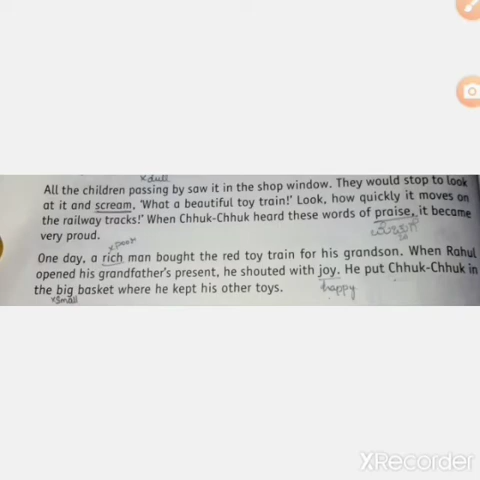 xdull
All the children passing by saw it in the shop window. They would stop to look
at it and scream, 'What a beautiful toy train!' Look, how quickly it moves on
the railway tracks!' When Chhuk-Chhuk heard these words of praise, it became
very proud.
xpoor
One day, a rich man bought the red toy train for his grandson. When Rahul
opened his grandfather's present, he shouted with joy. He put Chhuk-Chhuk in
the big basket where he kept his other toys.
xsmall
happy
XRecorder